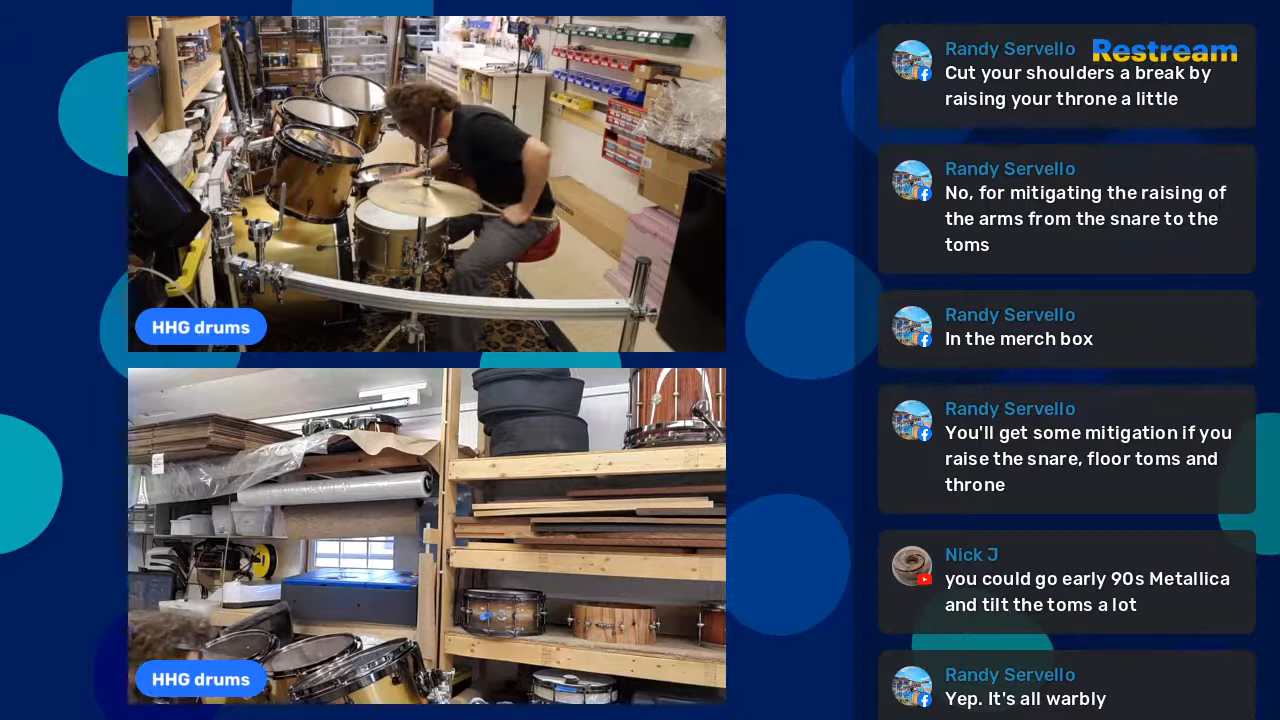 HHG drums
HHG drums
Restream
Randy Servello
Cut your shoulders a break by
raising your throne a little
Randy Servello
No, for mitigating the raising of
the arms from the snare to the
toms
Randy Servello
In the merch box
Randy Servello
You'll get some mitigation if you
raise the snare, floor toms and
throne
Nick J
you could go early 90s Metallica
and tilt the toms a lot
Randy Servello
Yep. It's all warbly